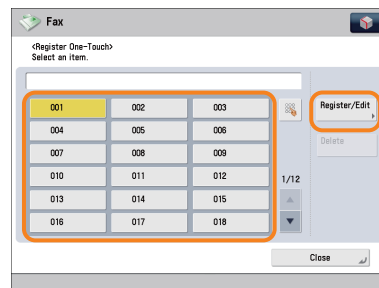 Fax
<Register One-Touch>
Select an item.
001 002 003
Register/Edit
004 005 006
Delete
007 008 009
010 011 012
1/12
013 014 015
016 017 018
Close